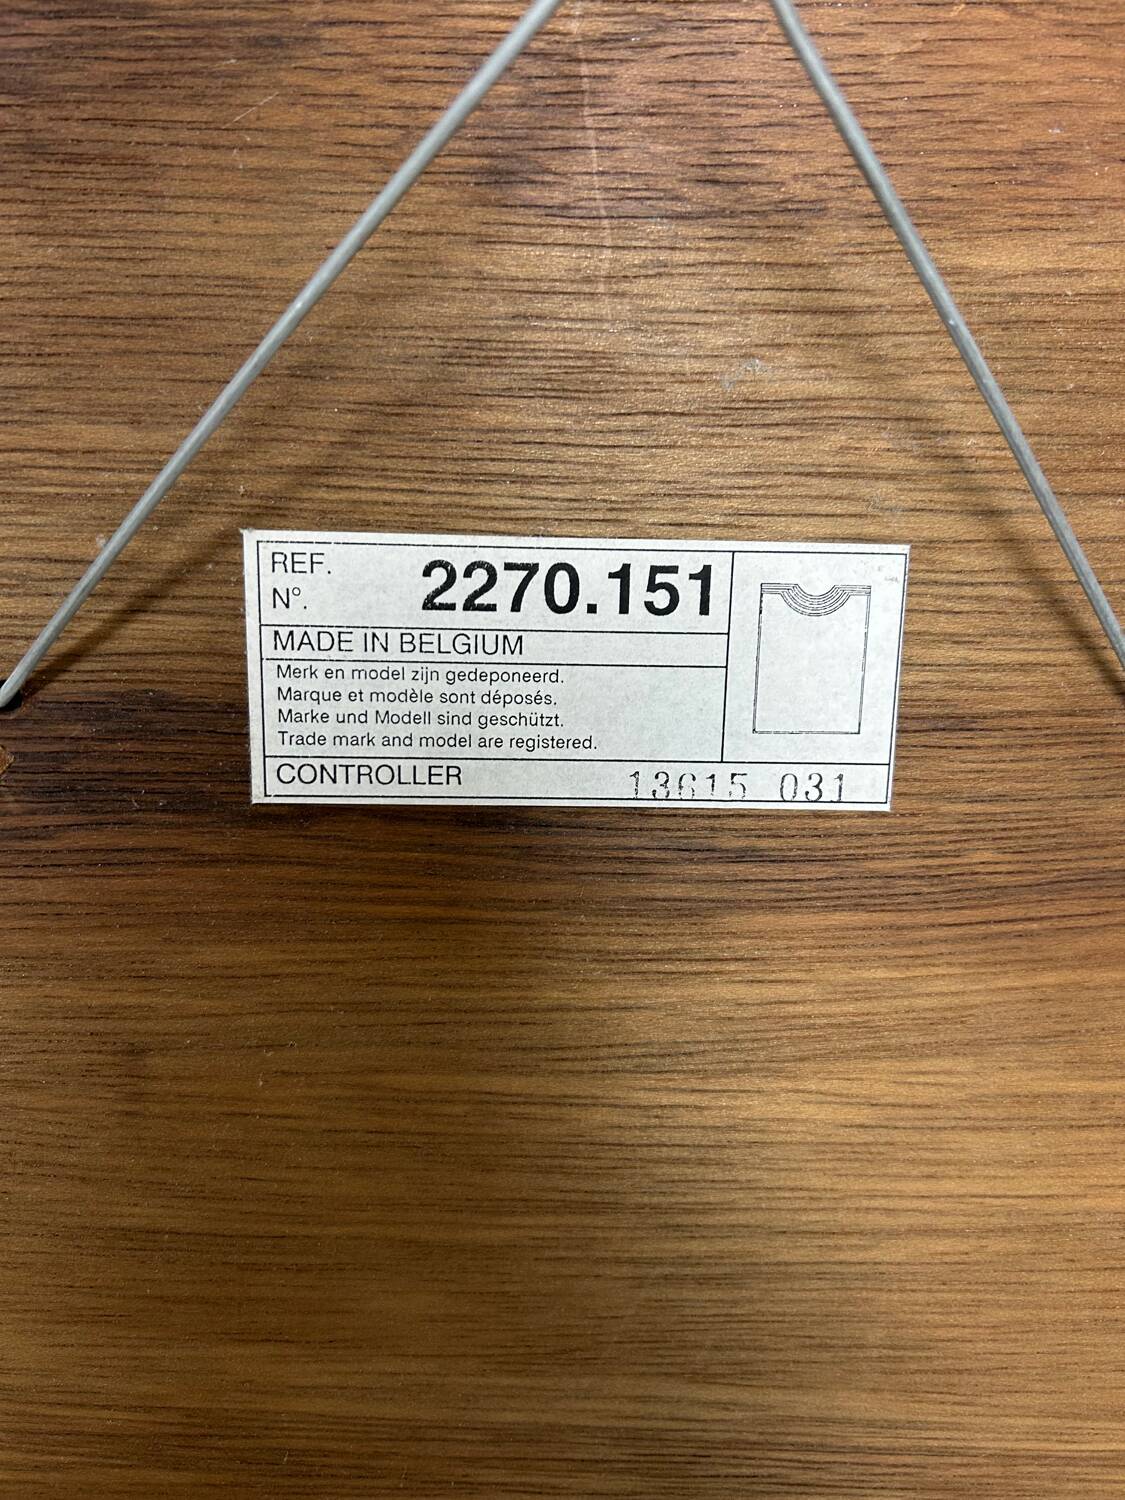 REF.
N°.
2270.151
MADE IN BELGIUM
Merk en model zijn gedeponeerd.
Marque et modèle sont déposés.
Marke und Modell sind geschützt.
Trade mark and model are registered.
CONTROLLER 13615 031